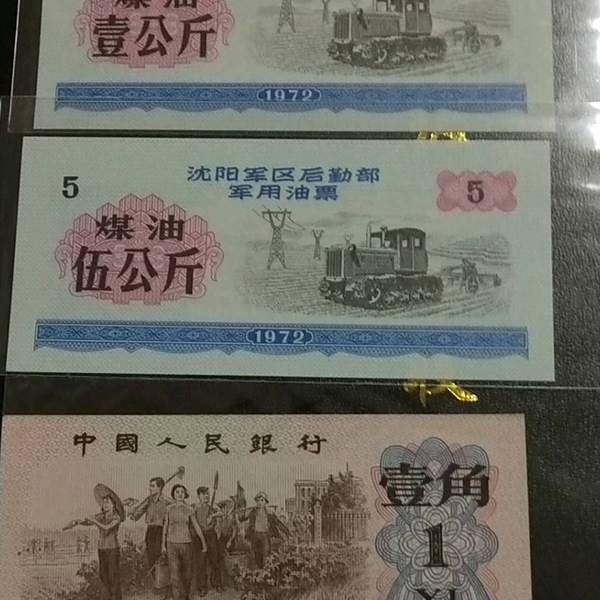 煤油
壹公斤
1972
沈阳军区后勤部
军用油票
5
5
煤油
伍公斤
1972
中國人民銀行
壹角
1